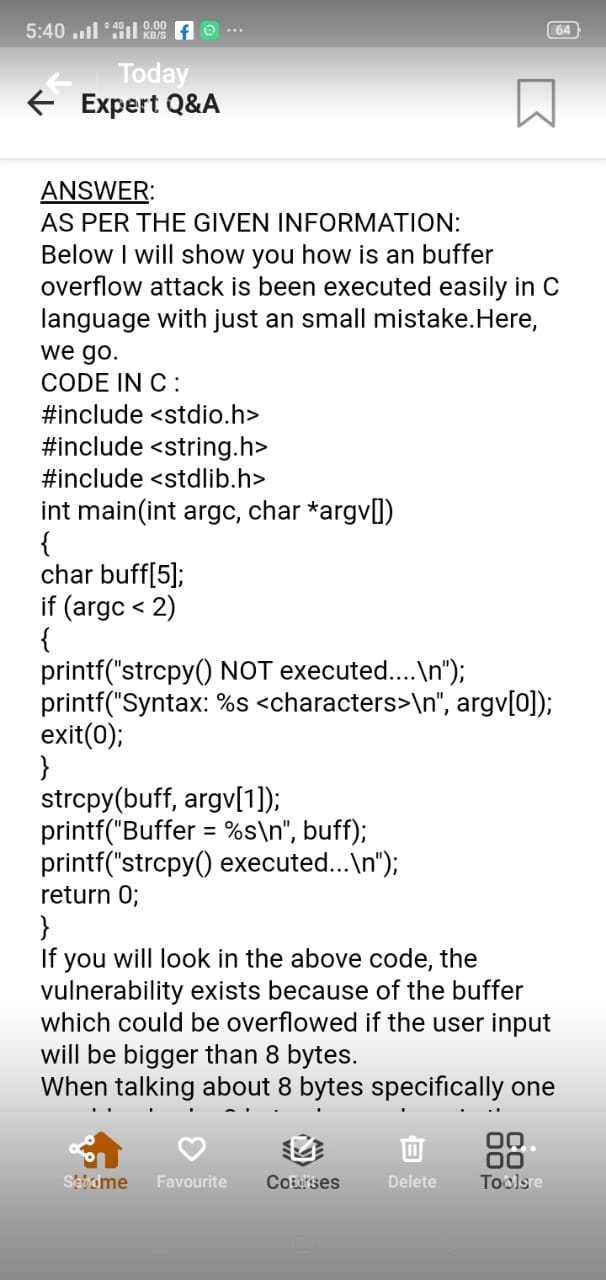 5:40 4G 0.00 KB/S 64
Today
Expert Q&A
ANSWER:
AS PER THE GIVEN INFORMATION:
Below I will show you how is an buffer
overflow attack is been executed easily in C
language with just an small mistake.Here,
we go.
CODE IN C :
#include <stdio.h>
#include <string.h>
#include <stdlib.h>
int main(int argc, char *argv[])
{
char buff[5];
if (argc < 2)
{
printf("strcpy() NOT executed....\n");
printf("Syntax: %s <characters>\n", argv[0]);
exit(0);
}
strcpy(buff, argv[1]);
printf("Buffer = %s\n", buff);
printf("strcpy() executed...\n");
return 0;
}
If you will look in the above code, the
vulnerability exists because of the buffer
which could be overflowed if the user input
will be bigger than 8 bytes.
When talking about 8 bytes specifically one
Send Home Favourite Courses Edit Delete Tools More